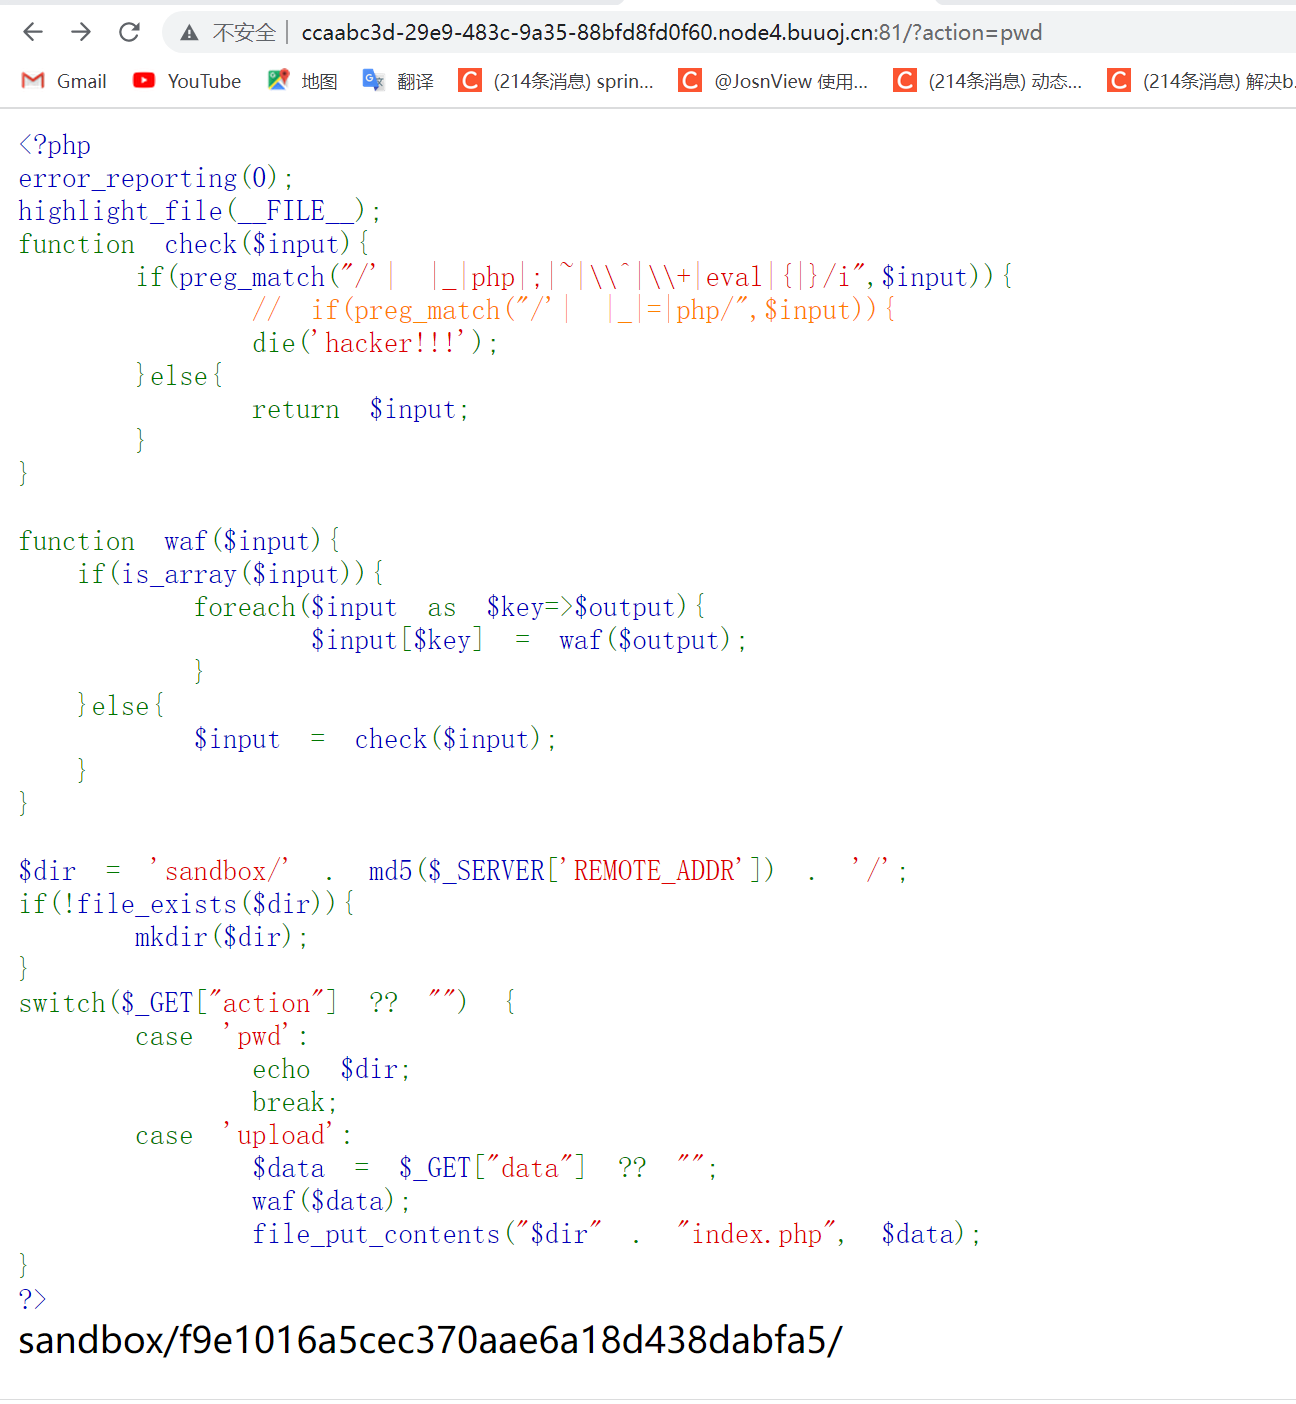 不安全 ccaabc3d-29e9-483c-9a35-88bfd8fd0f60.node4.buuoj.cn:81/?action=pwd
Gmail YouTube 地图 翻译 (214条消息) sprin... @JosnView 使用... (214条消息) 动态... (214条消息) 解决b.
<?php
error_reporting(0);
highlight_file(__FILE__);
function check($input){
if(preg_match("/'| |_|php|;|~|\\^|\\+|eval|{|}/i",$input)){
// if(preg_match("/'| |_|=|php/",$input)){
die('hacker!!!');
}else{
return $input;
}
}
function waf($input){
if(is_array($input)){
foreach($input as $key=>$output){
$input[$key] = waf($output);
}
}else{
$input = check($input);
}
}
$dir = 'sandbox/' . md5($_SERVER['REMOTE_ADDR']) . '/';
if(!file_exists($dir)){
mkdir($dir);
}
switch($_GET["action"] ?? "") {
case 'pwd':
echo $dir;
break;
case 'upload':
$data = $_GET["data"] ?? "";
waf($data);
file_put_contents("$dir" . "index.php", $data);
}
?>
sandbox/f9e1016a5cec370aae6a18d438dabfa5/